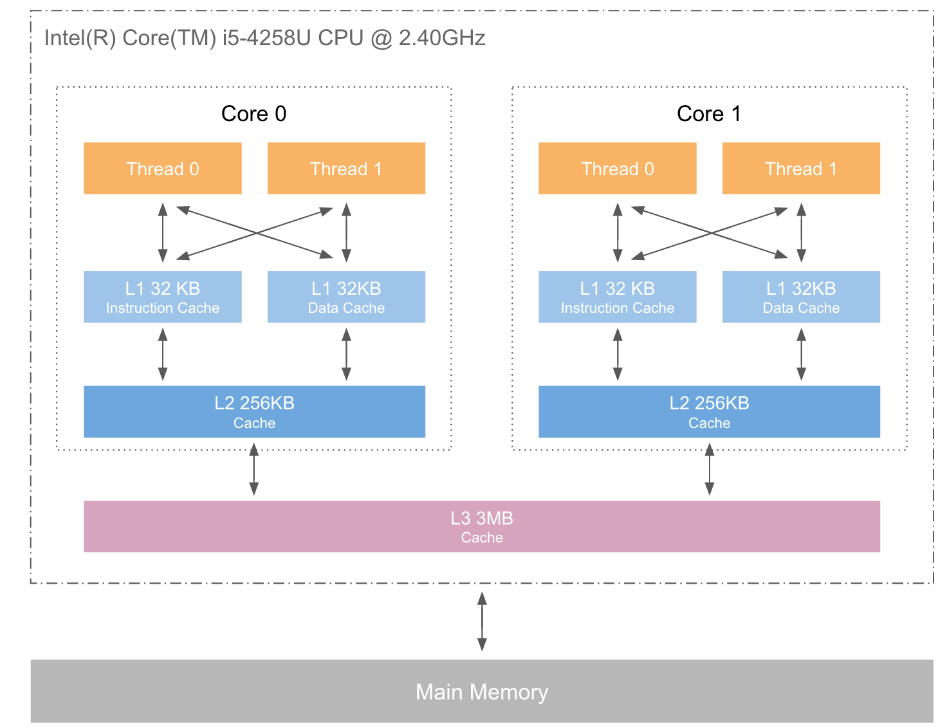 Intel(R) Core(TM) i5-4258U CPU @ 2.40GHz
Core 0
Thread 0
Thread 1
L1 32 KB
Instruction Cache
L1 32KB
Data Cache
L2 256KB
Cache
Core 1
Thread 0
Thread 1
L1 32 KB
Instruction Cache
L1 32KB
Data Cache
L2 256KB
Cache
L3 3MB
Cache
Main Memory